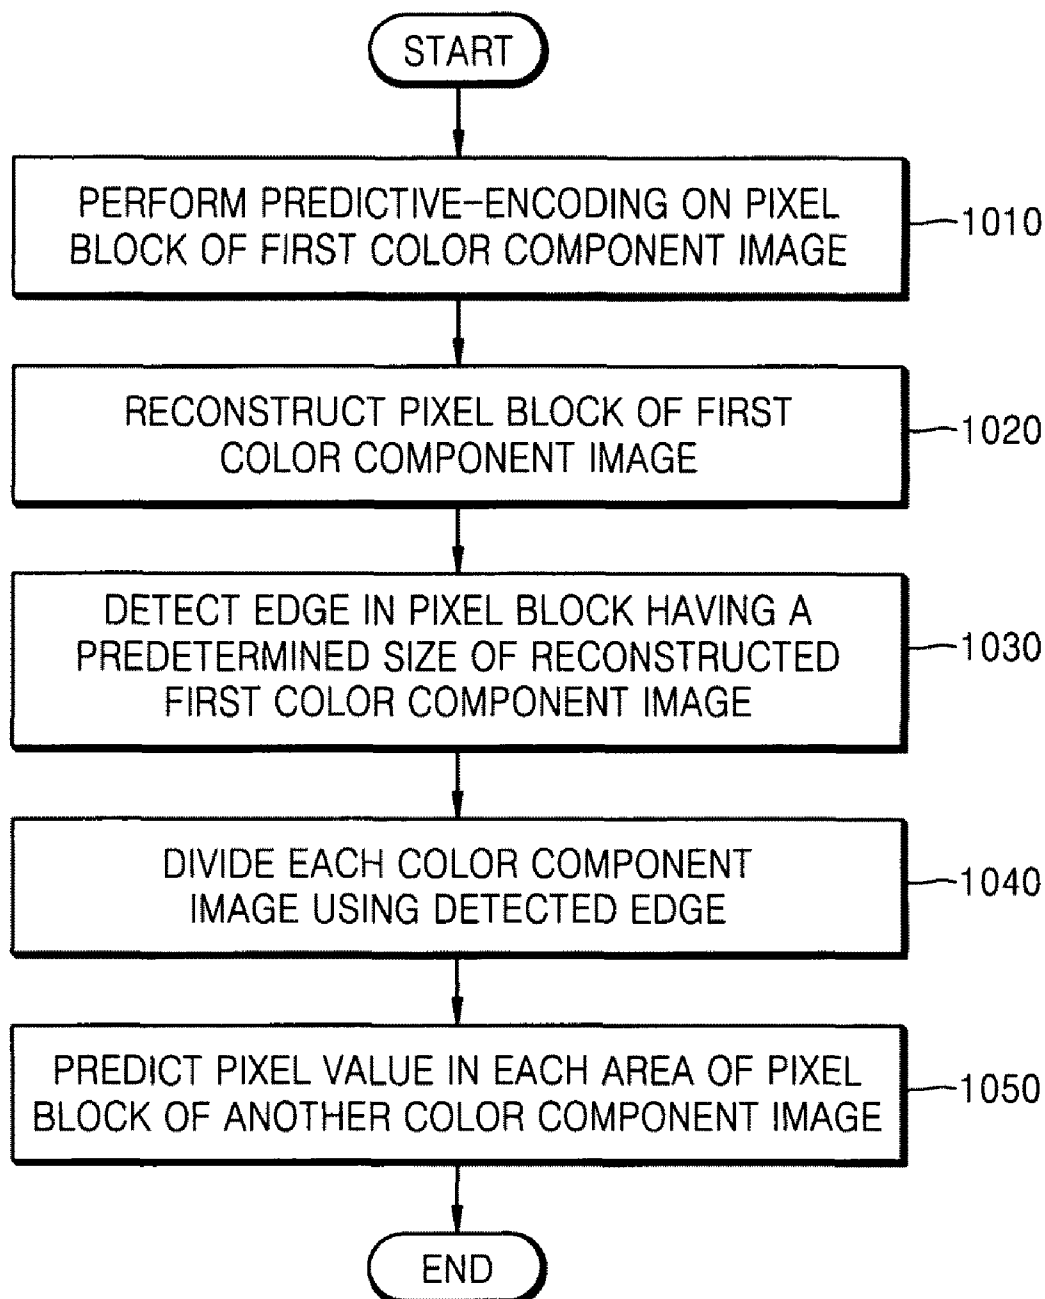 START
PERFORM PREDICTIVE-ENCODING ON PIXEL
BLOCK OF FIRST COLOR COMPONENT IMAGE
1010
RECONSTRUCT PIXEL BLOCK OF FIRST
COLOR COMPONENT IMAGE
1020
DETECT EDGE IN PIXEL BLOCK HAVING A
PREDETERMINED SIZE OF RECONSTRUCTED
FIRST COLOR COMPONENT IMAGE
1030
DIVIDE EACH COLOR COMPONENT
IMAGE USING DETECTED EDGE
1040
PREDICT PIXEL VALUE IN EACH AREA OF PIXEL
BLOCK OF ANOTHER COLOR COMPONENT IMAGE
1050
END